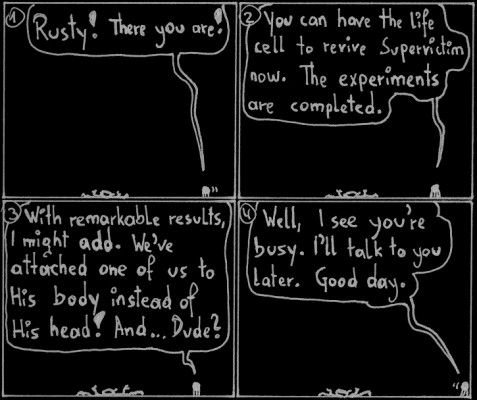 1
Rusty! There you are!
2
You can have the life
cell to revive Supervictim
now. The experiments
are completed.
3
With remarkable results,
I might add. We've
attached one of us to
His body instead of
His head! And... Dude?
4
Well, I see you're
busy. I'll talk to you
later. Good day.